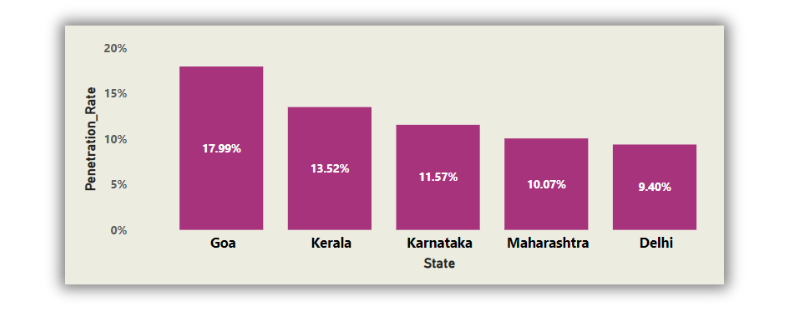 Penetration_Rate
20%
15%
10%
5%
0%
17.99%
13.52%
11.57%
10.07%
9.40%
Goa
Kerala
Karnataka
Maharashtra
Delhi
State